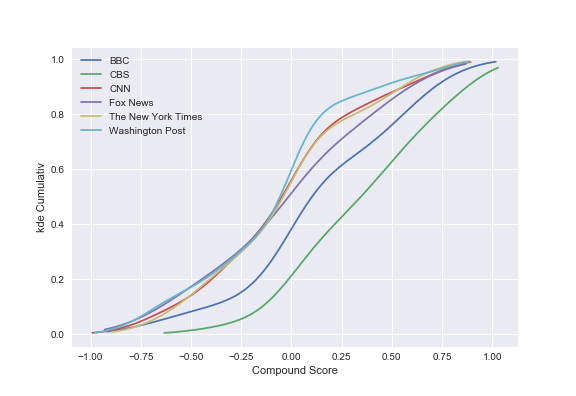 1.0
0.8
0.6
0.4
0.2
0.0
kde Cumulativ
BBC
CBS
CNN
Fox News
The New York Times
Washington Post
−1.00 −0.75 −0.50 −0.25 0.00 0.25 0.50 0.75 1.00
Compound Score